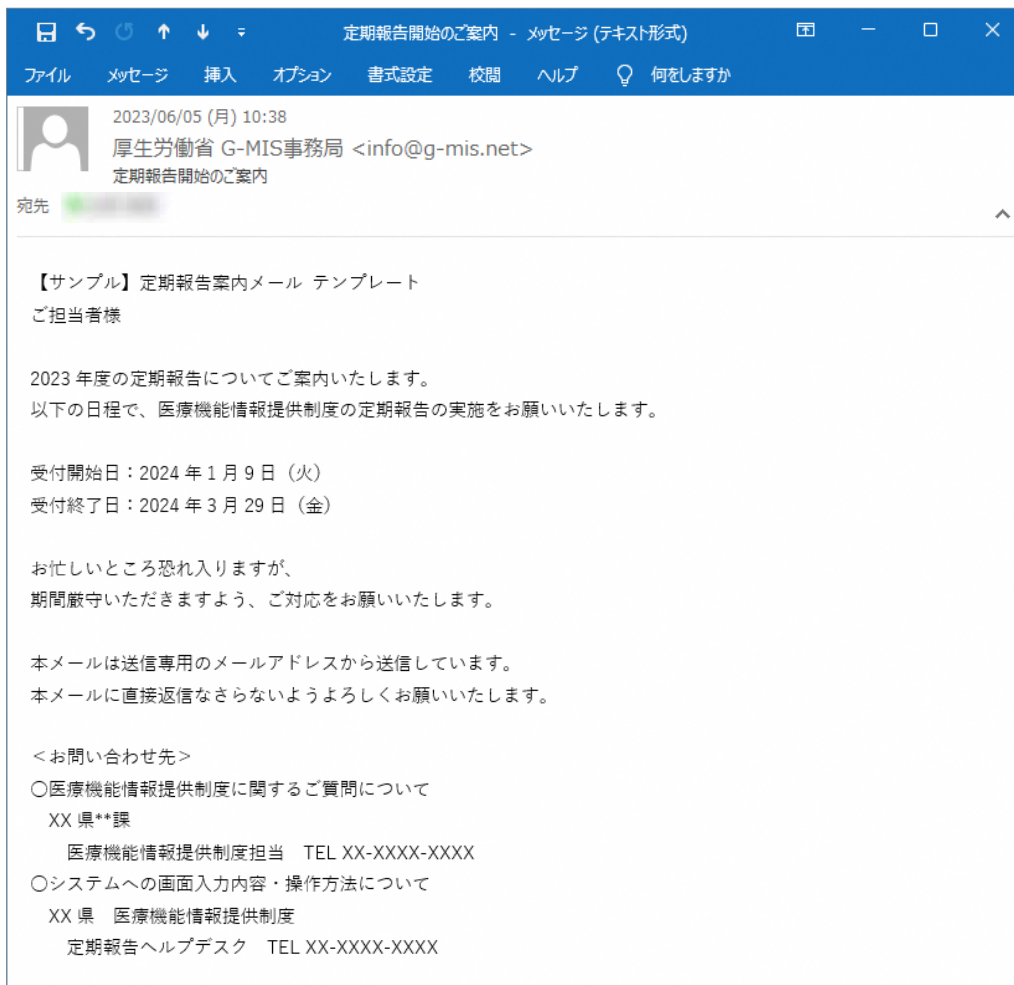 定期報告開始のご案内 - メッセージ (テキスト形式)
ファイル メッセージ 挿入 オプション 書式設定 校閲 ヘルプ 何をしますか
2023/06/05 (月) 10:38
厚生労働省 G-MIS事務局 <info@g-mis.net>
定期報告開始のご案内
宛先
【サンプル】定期報告案内メール テンプレート
ご担当者様
2023 年度の定期報告についてご案内いたします。
以下の日程で、医療機能情報提供制度の定期報告の実施をお願いいたします。
受付開始日：2024 年 1 月 9 日（火）
受付終了日：2024 年 3 月 29 日（金）
お忙しいところ恐れ入りますが、
期間厳守いただきますよう、ご対応をお願いいたします。
本メールは送信専用のメールアドレスから送信しています。
本メールに直接返信なさらないようよろしくお願いいたします。
＜お問い合わせ先＞
〇医療機能情報提供制度に関するご質問について
XX 県**課
医療機能情報提供制度担当 TEL XX-XXXX-XXXX
〇システムへの画面入力内容・操作方法について
XX 県 医療機能情報提供制度
定期報告ヘルプデスク TEL XX-XXXX-XXXX